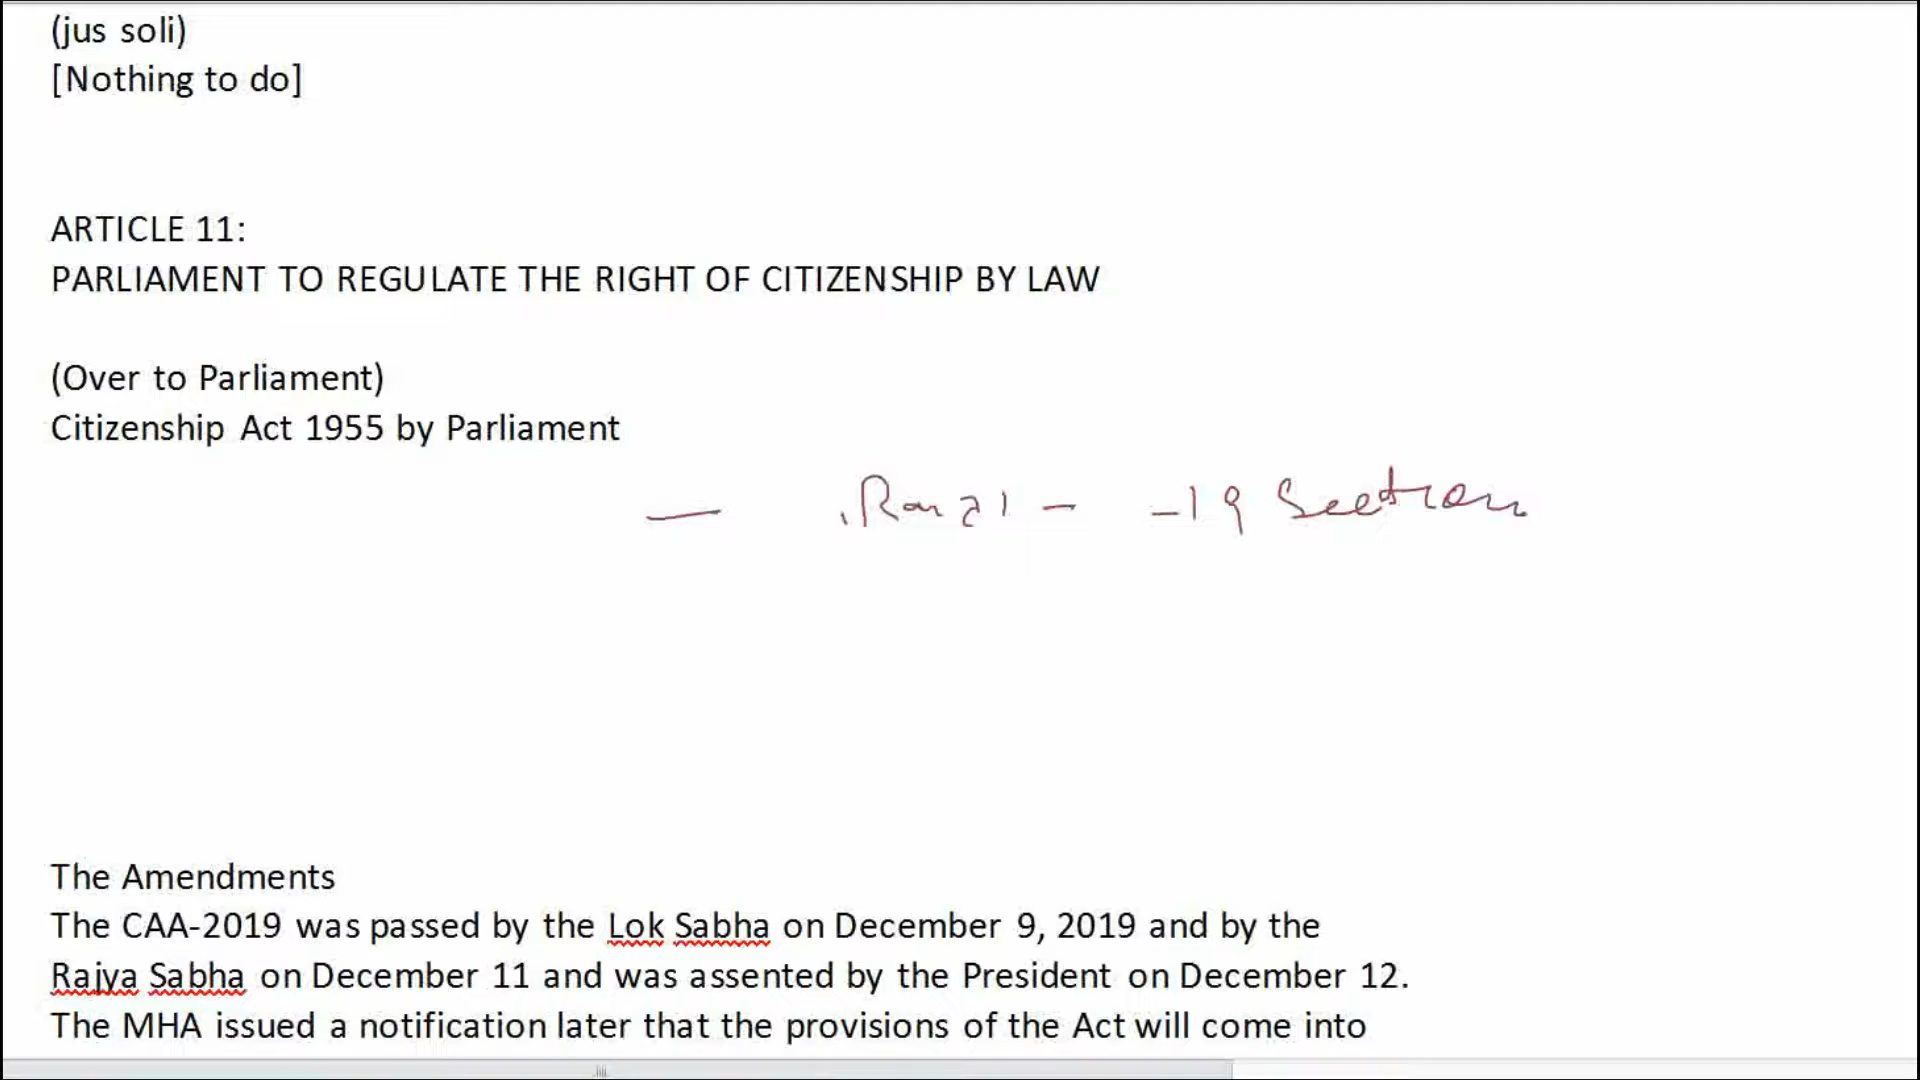 (jus soli)
[Nothing to do]
ARTICLE 11:
PARLIAMENT TO REGULATE THE RIGHT OF CITIZENSHIP BY LAW
(Over to Parliament)
Citizenship Act 1955 by Parliament
— - -19 Section
The Amendments
The CAA-2019 was passed by the Lok Sabha on December 9, 2019 and by the
Rajya Sabha on December 11 and was assented by the President on December 12.
The MHA issued a notification later that the provisions of the Act will come into